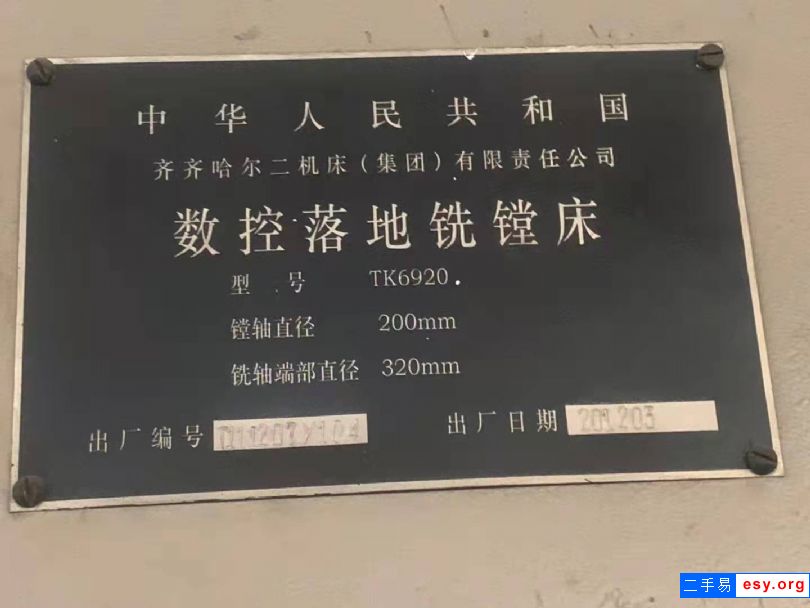 中华人民共和国
齐齐哈尔二机床(集团)有限责任公司
数控落地铣镗床
型号 TK6920
镗轴直径 200mm
铣轴端部直径 320mm
出厂编号
出厂日期 201203
二手易 esy.org